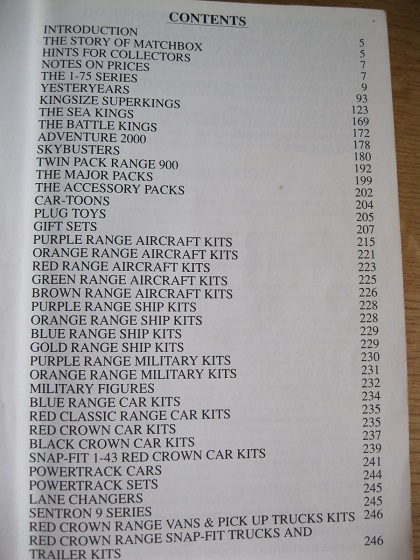 CONTENTS
INTRODUCTION 5
THE STORY OF MATCHBOX 5
HINTS FOR COLLECTORS 7
NOTES ON PRICES 7
THE 1-75 SERIES 9
YESTERYEARS 93
KINGSIZE SUPERKINGS 123
THE SEA KINGS 169
THE BATTLE KINGS 172
ADVENTURE 2000 178
SKYBUSTERS 180
TWIN PACK RANGE 900 192
THE MAJOR PACKS 199
THE ACCESSORY PACKS 202
CAR-TOONS 204
PLUG TOYS 205
GIFT SETS 207
PURPLE RANGE AIRCRAFT KITS 215
ORANGE RANGE AIRCRAFT KITS 221
RED RANGE AIRCRAFT KITS 223
GREEN RANGE AIRCRAFT KITS 225
BROWN RANGE AIRCRAFT KITS 226
PURPLE RANGE SHIP KITS 228
ORANGE RANGE SHIP KITS 228
BLUE RANGE SHIP KITS 229
GOLD RANGE SHIP KITS 229
PURPLE RANGE MILITARY KITS 230
ORANGE RANGE MILITARY KITS 231
MILITARY FIGURES 232
BLUE RANGE CAR KITS 234
RED CLASSIC RANGE CAR KITS 235
RED CROWN CAR KITS 235
BLACK CROWN CAR KITS 237
SNAP-FIT 1-43 RED CROWN CAR KITS 239
POWERTRACK CARS 241
POWERTRACK SETS 244
LANE CHANGERS 245
SENTRON 9 SERIES 245
RED CROWN RANGE VANS & PICK UP TRUCKS KITS 246
RED CROWN RANGE SNAP-FIT TRUCKS AND
TRAILER KITS 246